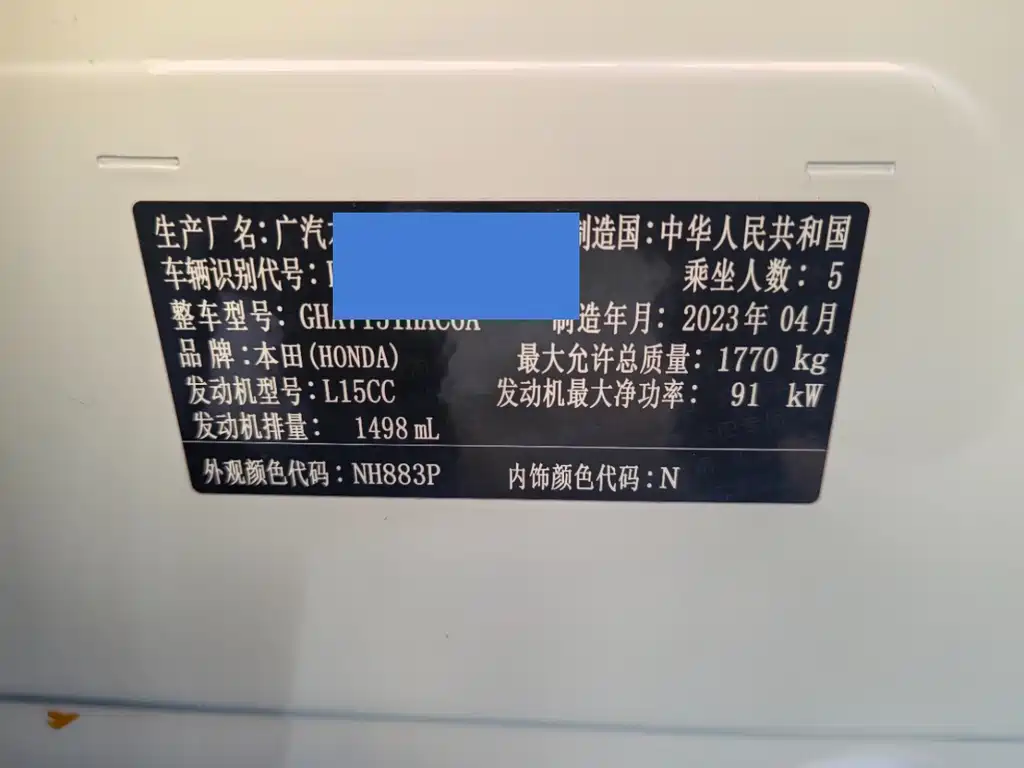 生产厂名：广汽 制造国：中华人民共和国
车辆识别代号： 乘坐人数：5
整车型号： 制造年月：2023年04月
品牌：本田(HONDA) 最大允许总质量：1770 kg
发动机型号：L15CC 发动机最大净功率：91 kW
发动机排量：1498 mL
外观颜色代码：NH883P 内饰颜色代码：N